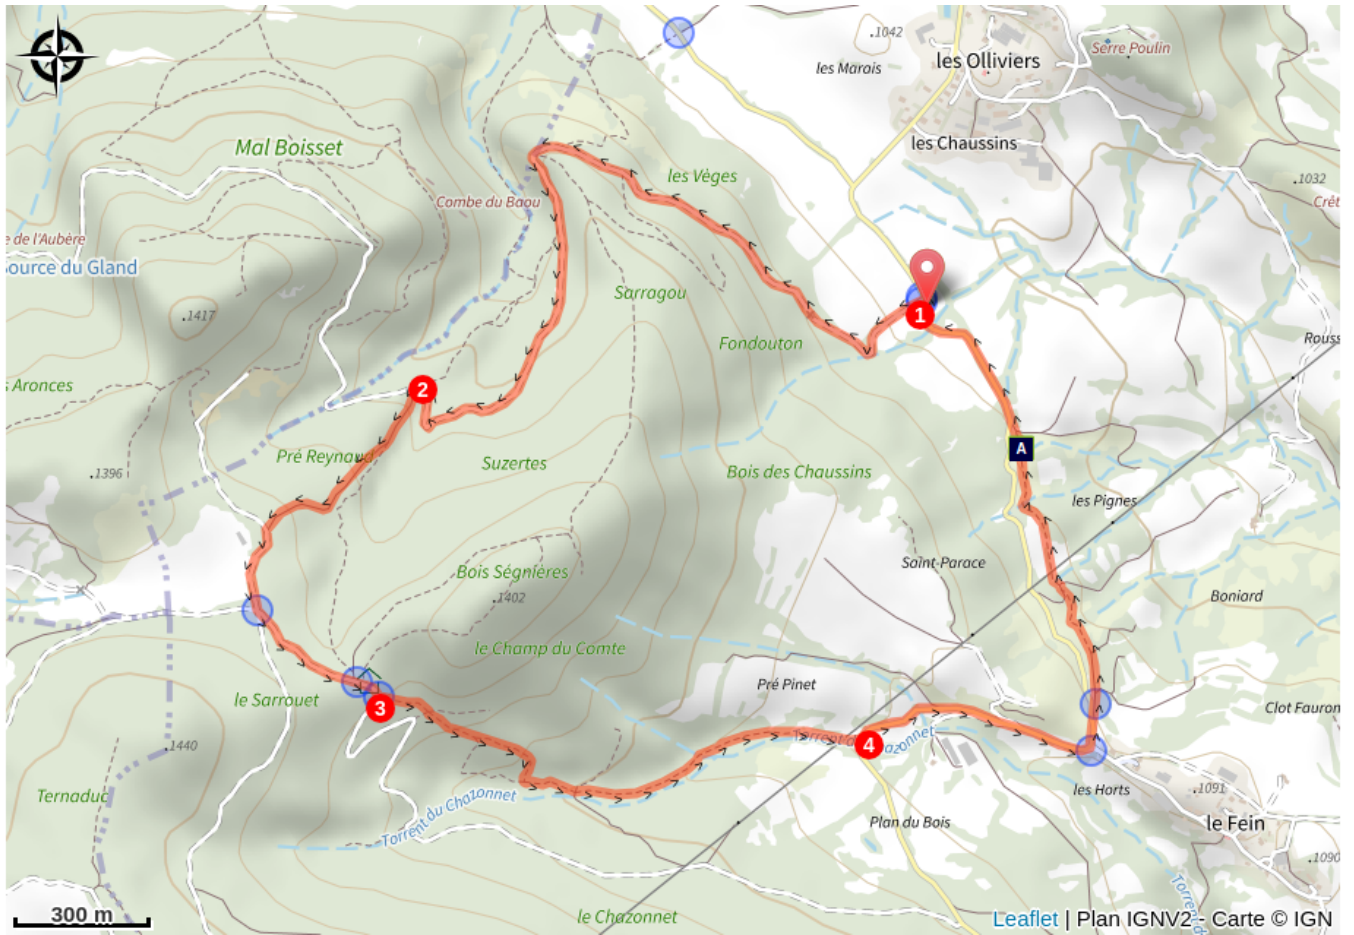 .1042
les Olliviers
Serre Poulin
les Marais
les Chaussins
Mal Boisset
les Vèges
.1032
Combe du Baou
Crêt
e de l'Aubère
Source du Gland
Sarragou
.1417
1
Fondouton
Rouss
s Aronces
2
A
Pré Reynaud
Suzertes
Bois des Chaussins
.1396
les Pignes
Saint-Parace
Bois Ségnières
.1402
Boniard
le Champ du Comte
Pré Pinet
le Sarrouet
3
Clot Fauron
.1440
4
Torrent du Chazonnet
Ternaduc
les Horts
.1091
Torrent du Chazonnet
Plan du Bois
le Fein
.1090
300 m
le Chazonnet
Leaflet | Plan IGNV2 - Carte © IGN